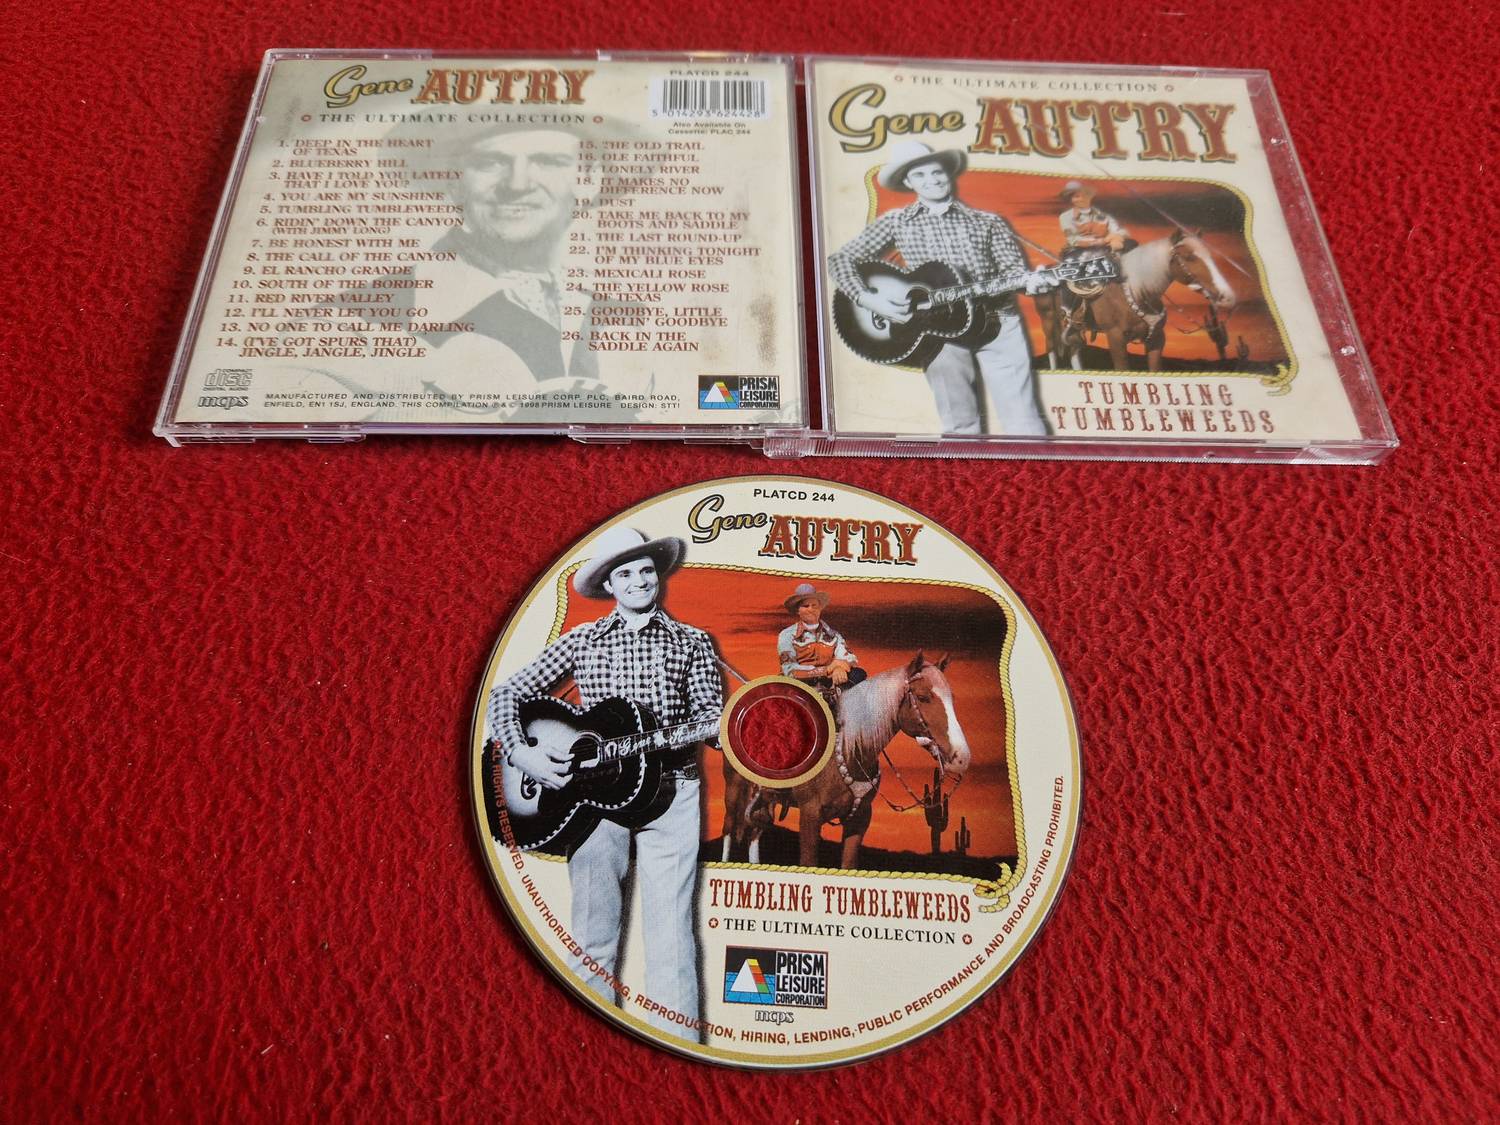 Gene AUTRY
THE ULTIMATE COLLECTION
PLATCD 244
5 014293 624428
Also Available On
Cassette: PLAC 244
1. DEEP IN THE HEART
OF TEXAS
2. BLUEBERRY HILL
3. HAVE I TOLD YOU LATELY
THAT I LOVE YOU?
4. YOU ARE MY SUNSHINE
5. TUMBLING TUMBLEWEEDS
6. RIDIN' DOWN THE CANYON
(WITH JIMMY LONG)
7. BE HONEST WITH ME
8. THE CALL OF THE CANYON
9. EL RANCHO GRANDE
10. SOUTH OF THE BORDER
11. RED RIVER VALLEY
12. I'LL NEVER LET YOU GO
13. NO ONE TO CALL ME DARLING
14. (I'VE GOT SPURS THAT)
JINGLE, JANGLE, JINGLE
15. THE OLD TRAIL
16. OLE FAITHFUL
17. LONELY RIVER
18. IT MAKES NO
DIFFERENCE NOW
19. DUST
20. TAKE ME BACK TO MY
BOOTS AND SADDLE
21. THE LAST ROUND-UP
22. I'M THINKING TONIGHT
OF MY BLUE EYES
23. MEXICALI ROSE
24. THE YELLOW ROSE
OF TEXAS
25. GOODBYE, LITTLE
DARLIN' GOODBYE
26. BACK IN THE
SADDLE AGAIN
COMPACT
disc
DIGITAL AUDIO
mcps
MANUFACTURED AND DISTRIBUTED BY PRISM LEISURE CORP. PLC, BAIRD ROAD,
ENFIELD, EN1 1SJ, ENGLAND. THIS COMPILATION ℗ & © 1998 PRISM LEISURE DESIGN: STT!
PRISM
LEISURE
CORPORATION
THE ULTIMATE COLLECTION
Gene AUTRY
Gene Autry
TUMBLING
TUMBLEWEEDS
PLATCD 244
Gene AUTRY
Gene Autry
TUMBLING TUMBLEWEEDS
THE ULTIMATE COLLECTION
PRISM
LEISURE
CORPORATION
mcps
ALL RIGHTS RESERVED. UNAUTHORIZED COPYING, REPRODUCTION, HIRING, LENDING, PUBLIC PERFORMANCE AND BROADCASTING PROHIBITED.